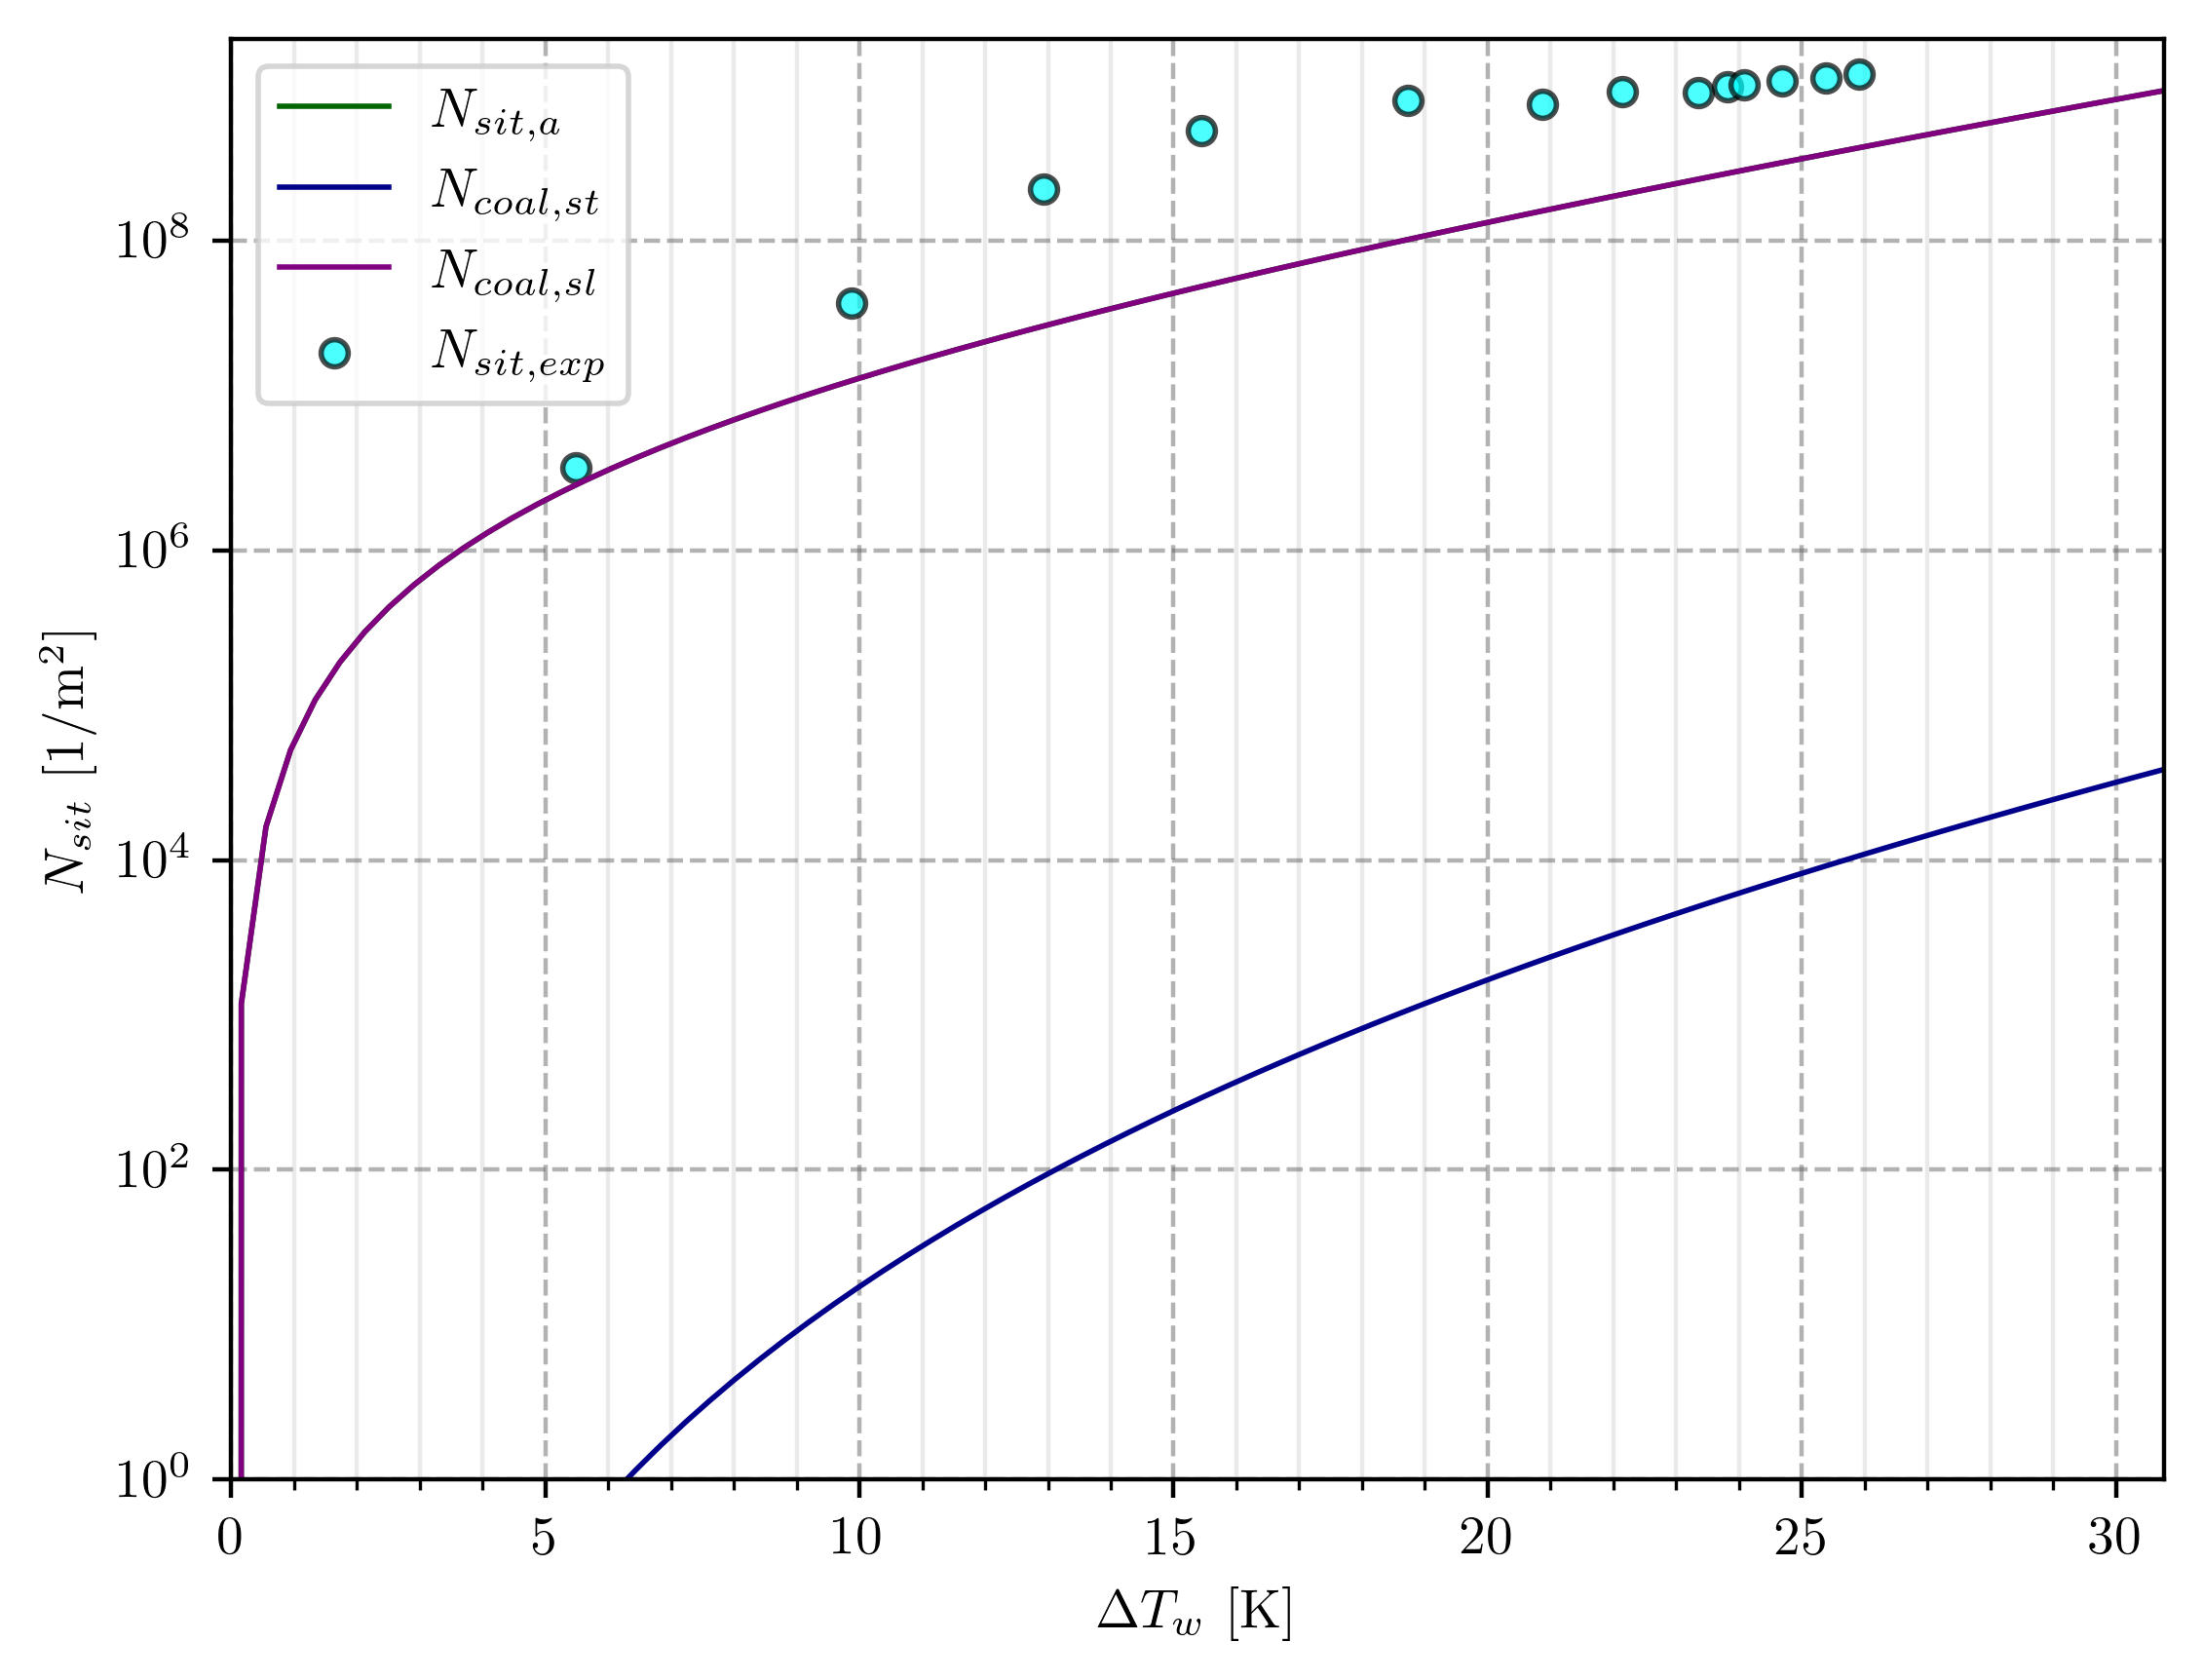 N_{sit,a}
N_{coal,st}
N_{coal,sl}
N_{sit,exp}
10^8
10^6
10^4
10^2
10^0
N_{sit} [1/m^2]
0 5 10 15 20 25 30
ΔT_w [K]